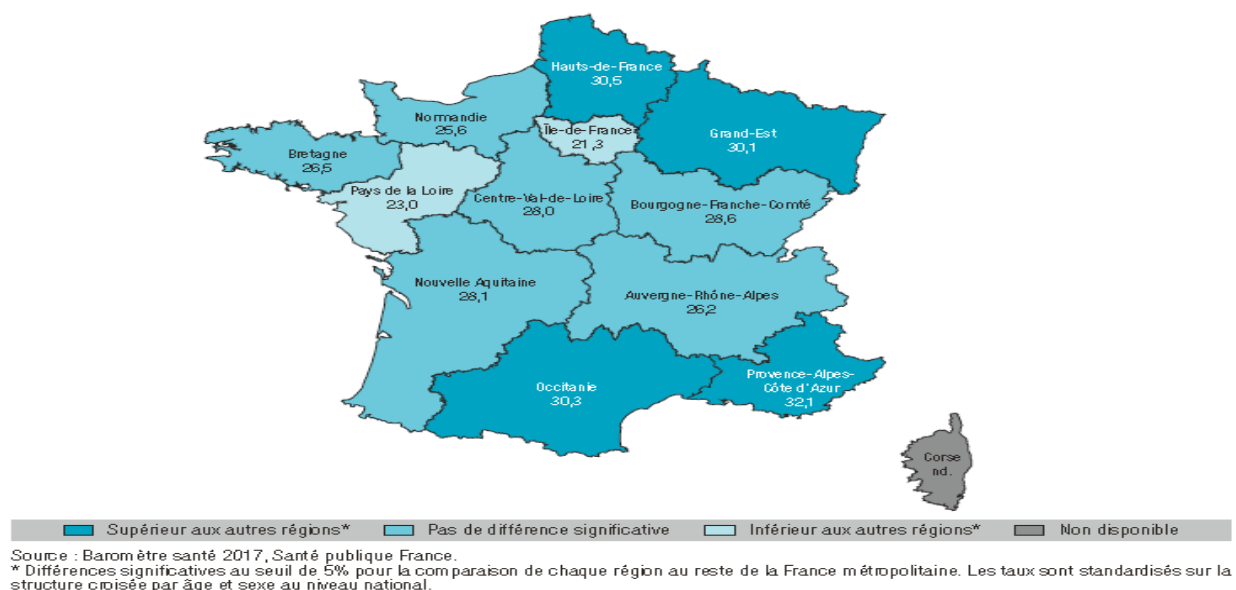 Hauts-de-France
30,5
Normandie
25,6
Île-de-France
21,3
Grand-Est
30,1
Bretagne
26,5
Pays de la Loire
23,0
Centre-Val-de-Loire
28,0
Bourgogne-Franche-Comté
28,6
Nouvelle Aquitaine
28,1
Auvergne-Rhône-Alpes
26,2
Occitanie
30,3
Provence-Alpes-
Côte d'Azur
32,1
Corse
nd.
Supérieur aux autres régions* Pas de différence significative Inférieur aux autres régions* Non disponible
Source : Baromètre santé 2017, Santé publique France.
* Différences significatives au seuil de 5% pour la comparaison de chaque région au reste de la France métropolitaine. Les taux sont standardisés sur la
structure croisée par âge et sexe au niveau national.